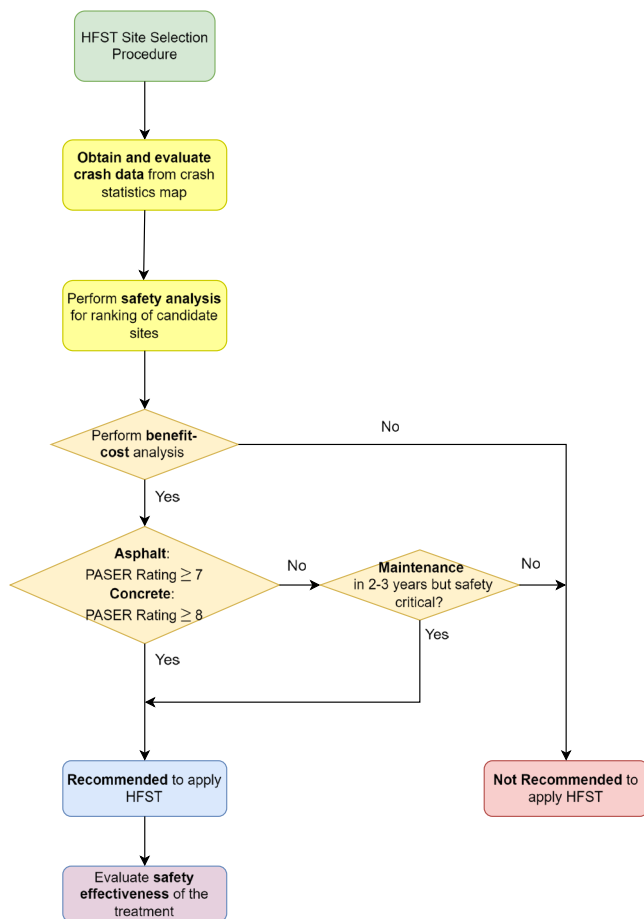 HFST Site Selection
Procedure
Obtain and evaluate
crash data from crash
statistics map
Perform safety analysis
for ranking of candidate
sites
Perform benefit-
cost analysis
No
Yes
Asphalt:
PASER Rating ≥ 7
Concrete:
PASER Rating ≥ 8
No
Maintenance
in 2-3 years but safety
critical?
No
Yes
Yes
Recommended to apply
HFST
Not Recommended to
apply HFST
Evaluate safety
effectiveness of the
treatment